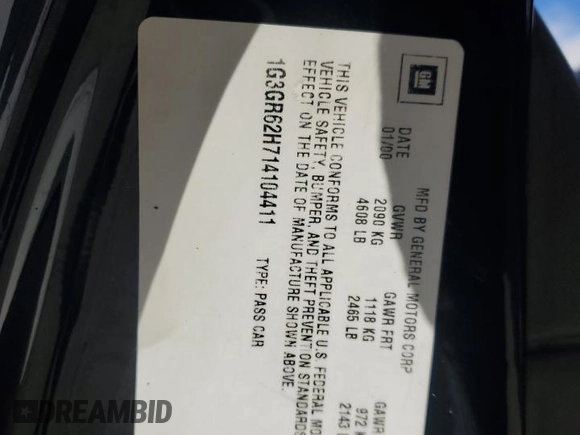 GM
MFD BY GENERAL MOTORS CORP
DATE GVWR GAWR FRT GAWR
01/00 2090 KG 1118 KG 972
4608 LB 2465 LB 2143
THIS VEHICLE CONFORMS TO ALL APPLICABLE U.S. FEDERAL
VEHICLE SAFETY, BUMPER, AND THEFT PREVENTION STANDARDS
EFFECT ON THE DATE OF MANUFACTURE SHOWN ABOVE.
1G3GR62H714104411 TYPE: PASS CAR
DREAMBID